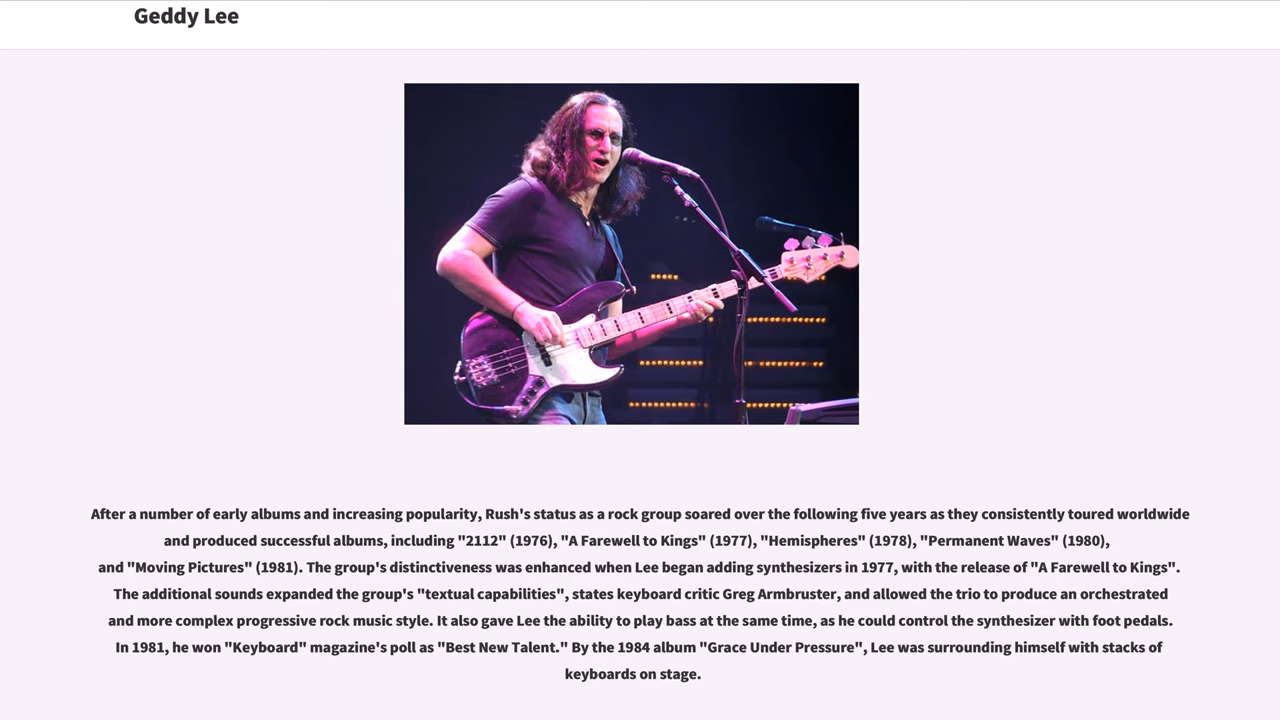 Geddy Lee
After a number of early albums and increasing popularity, Rush's status as a rock group soared over the following five years as they consistently toured worldwide
and produced successful albums, including "2112" (1976), "A Farewell to Kings" (1977), "Hemispheres" (1978), "Permanent Waves" (1980),
and "Moving Pictures" (1981). The group's distinctiveness was enhanced when Lee began adding synthesizers in 1977, with the release of "A Farewell to Kings".
The additional sounds expanded the group's "textual capabilities", states keyboard critic Greg Armbruster, and allowed the trio to produce an orchestrated
and more complex progressive rock music style. It also gave Lee the ability to play bass at the same time, as he could control the synthesizer with foot pedals.
In 1981, he won "Keyboard" magazine's poll as "Best New Talent." By the 1984 album "Grace Under Pressure", Lee was surrounding himself with stacks of
keyboards on stage.